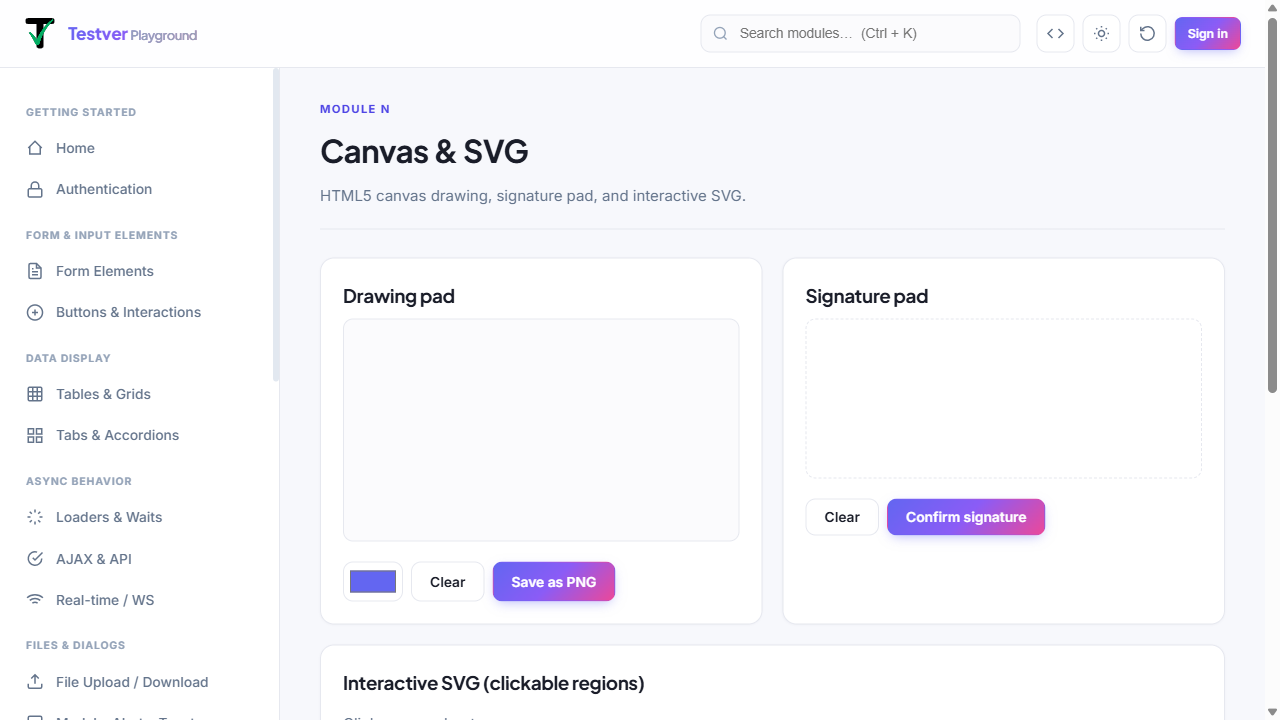 Testver Playground
Search modules... (Ctrl + K)
Sign in
GETTING STARTED
Home
Authentication
FORM & INPUT ELEMENTS
Form Elements
Buttons & Interactions
DATA DISPLAY
Tables & Grids
Tabs & Accordions
ASYNC BEHAVIOR
Loaders & Waits
AJAX & API
Real-time / WS
FILES & DIALOGS
File Upload / Download
MODULE N
Canvas & SVG
HTML5 canvas drawing, signature pad, and interactive SVG.
Drawing pad
Clear
Save as PNG
Signature pad
Clear
Confirm signature
Interactive SVG (clickable regions)